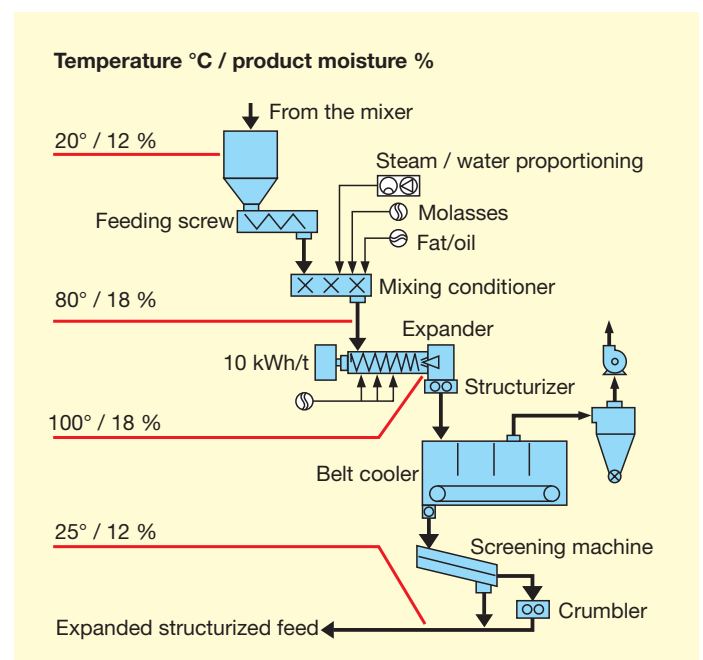 Temperature °C / product moisture %
From the mixer
20° / 12 %
Steam / water proportioning
Feeding screw
Molasses
Fat/oil
Mixing conditioner
80° / 18 %
Expander
10 kWh/t
Structurizer
100° / 18 %
Belt cooler
25° / 12 %
Screening machine
Crumbler
Expanded structurized feed